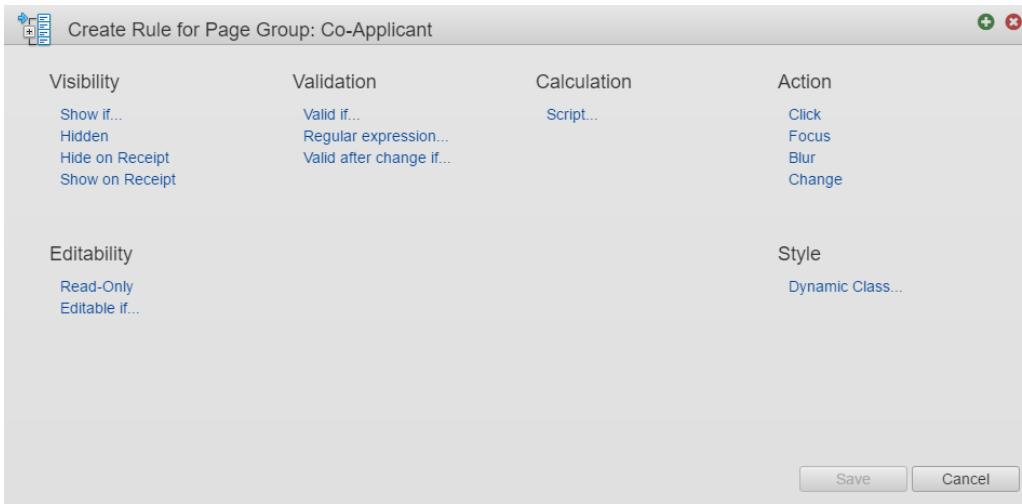 Create Rule for Page Group: Co-Applicant
Visibility
Show if...
Hidden
Hide on Receipt
Show on Receipt
Validation
Valid if...
Regular expression...
Valid after change if...
Calculation
Script...
Action
Click
Focus
Blur
Change
Editability
Read-Only
Editable if...
Style
Dynamic Class...
Save
Cancel